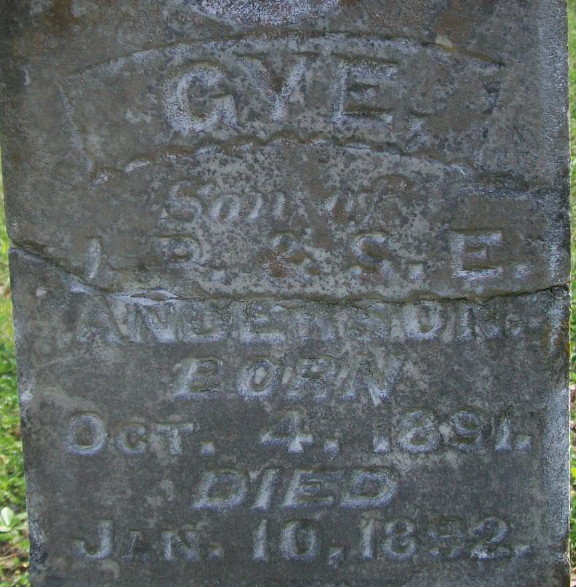 GYE,
Son of
P. & S. E.
ANDERSON.
BORN
OCT. 4, 1891.
DIED
JAN. 10, 1892.